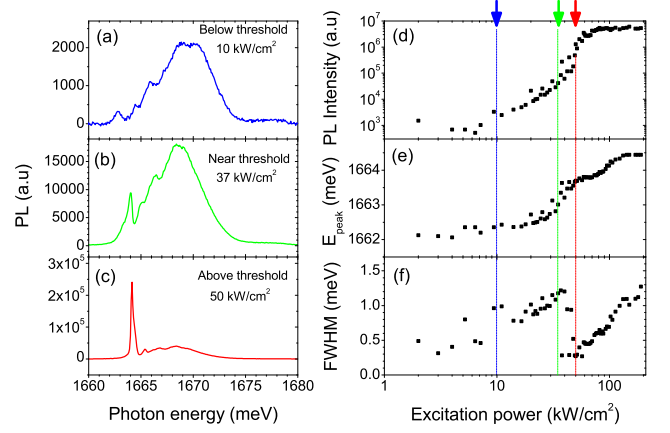 (a)
Below threshold
10 kW/cm²
2000
1000
0
(b)
Near threshold
37 kW/cm²
15000
10000
5000
0
PL (a.u)
(c)
Above threshold
50 kW/cm²
3x10⁵
2x10⁵
1x10⁵
0
1660 1665 1670 1675 1680
Photon energy (meV)
(d)
10⁷
10⁶
10⁵
10⁴
10³
PL Intensity (a.u)
(e)
1664
1663
1662
E_peak (meV)
(f)
1.5
1.0
0.5
0.0
FWHM (meV)
1 10 100
Excitation power (kW/cm²)